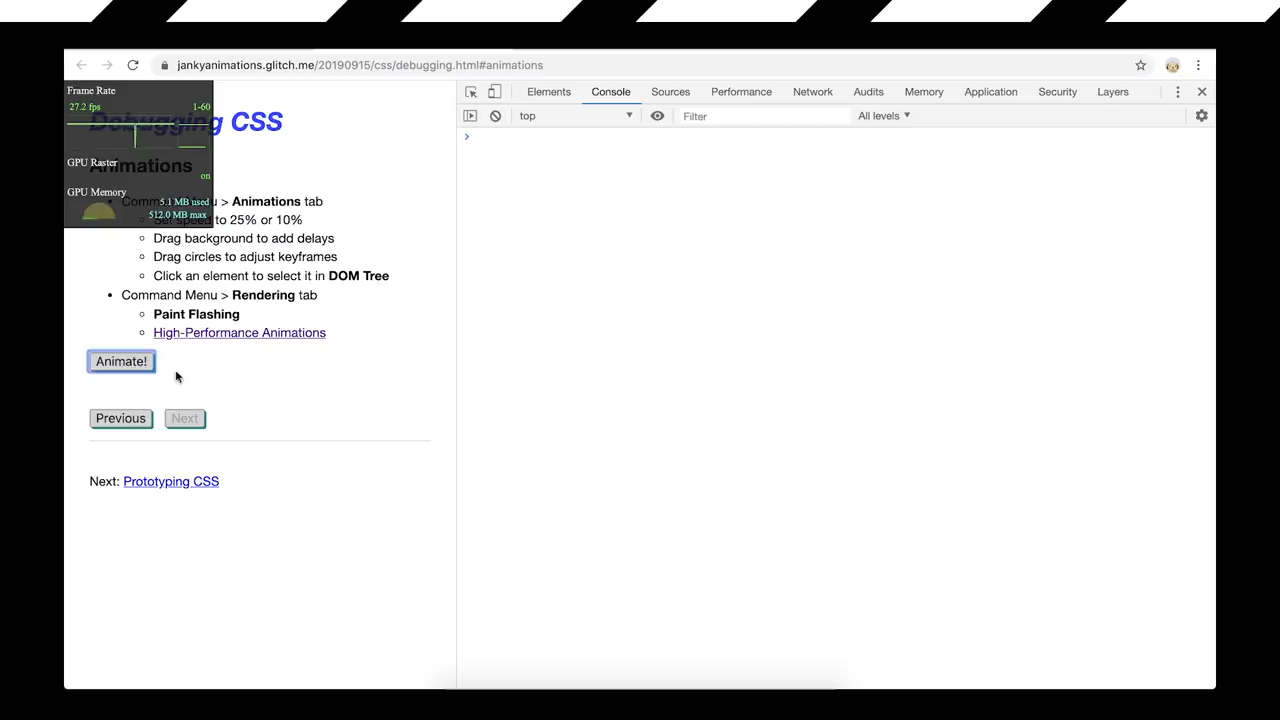 jankyanimations.glitch.me/20190915/css/debugging.html#animations
Frame Rate
27.2 fps 1-60
GPU Raster
on
GPU Memory
5.1 MB used
512.0 MB max
Debugging CSS
Animations
Command Menu > Animations tab
Set speed to 25% or 10%
Drag background to add delays
Drag circles to adjust keyframes
Click an element to select it in DOM Tree
Command Menu > Rendering tab
Paint Flashing
High-Performance Animations
Animate!
Previous Next
Next: Prototyping CSS
Elements Console Sources Performance Network Audits Memory Application Security Layers
top Filter All levels